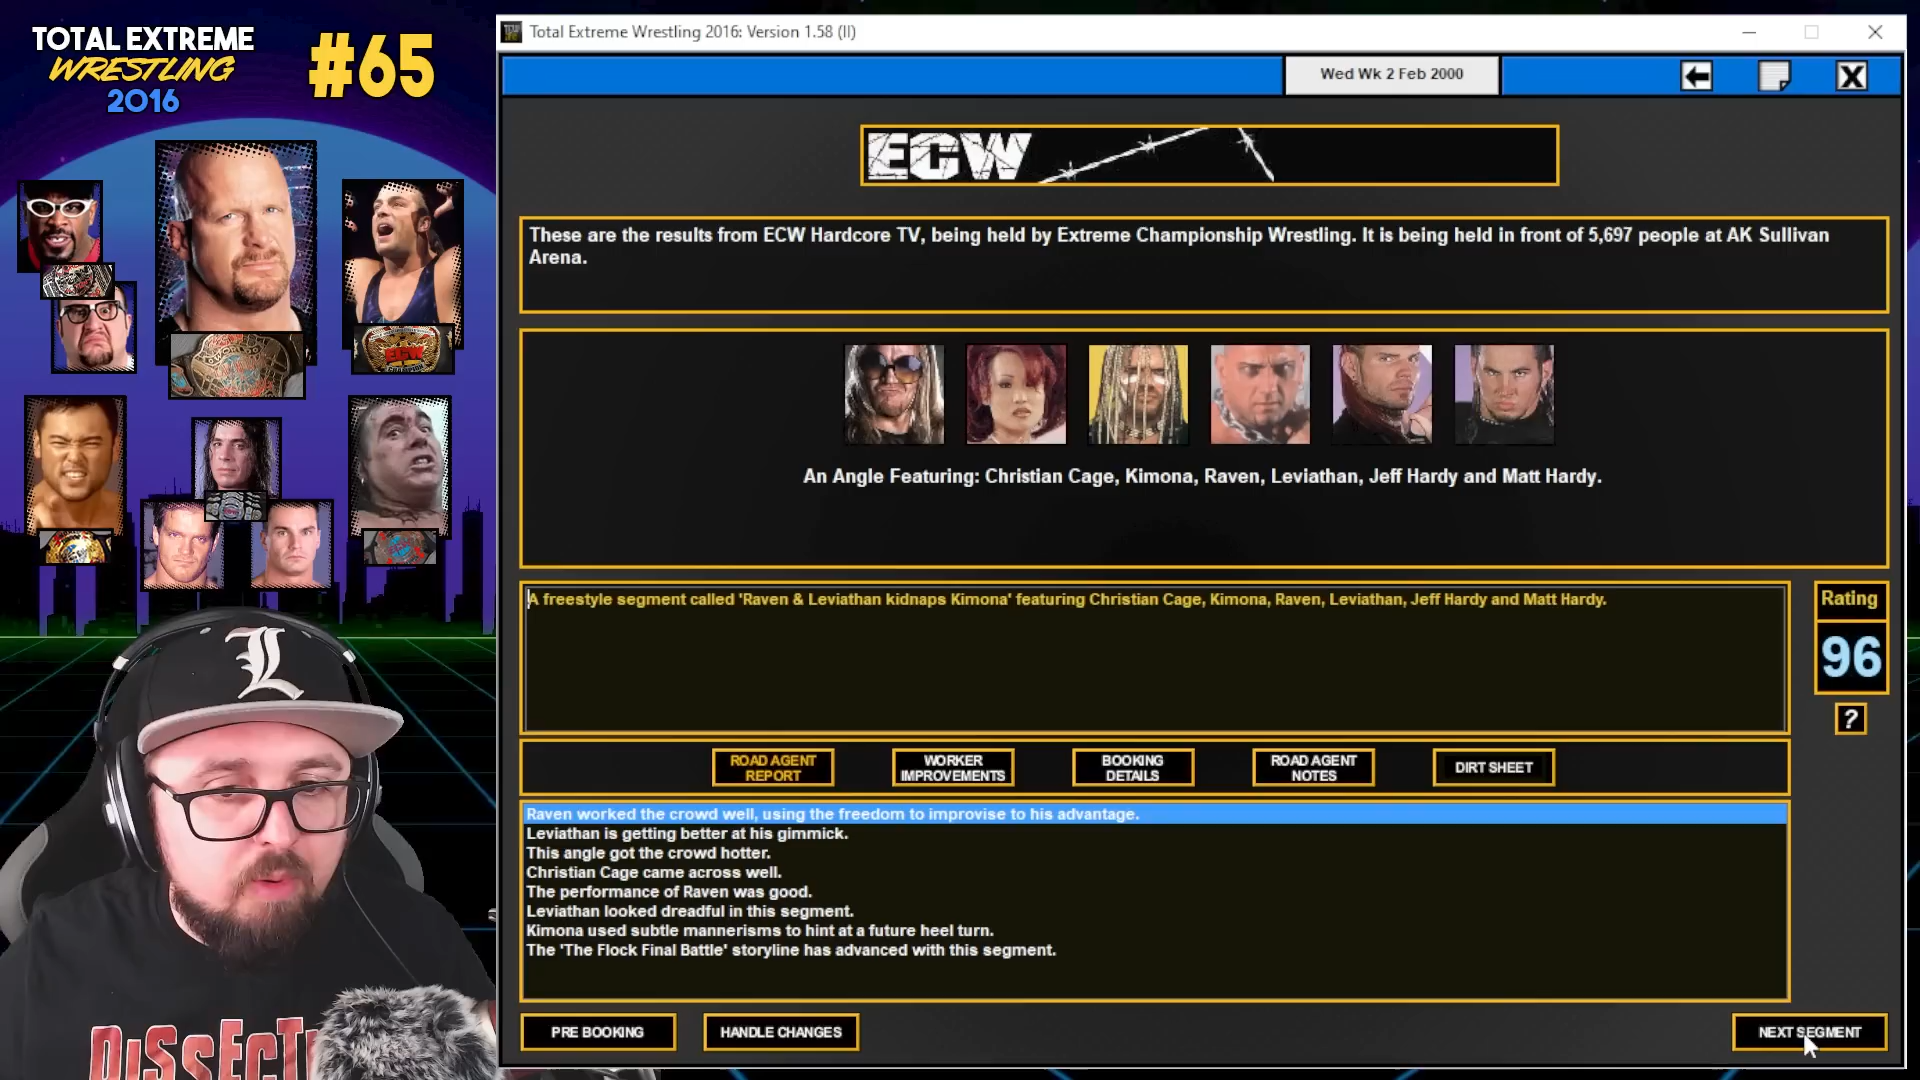 TOTAL EXTREME
WRESTLING
2016
#65
Total Extreme Wrestling 2016: Version 1.58 (II)
Wed Wk 2 Feb 2000
ECW
These are the results from ECW Hardcore TV, being held by Extreme Championship Wrestling. It is being held in front of 5,697 people at AK Sullivan
Arena.
An Angle Featuring: Christian Cage, Kimona, Raven, Leviathan, Jeff Hardy and Matt Hardy.
A freestyle segment called 'Raven & Leviathan kidnaps Kimona' featuring Christian Cage, Kimona, Raven, Leviathan, Jeff Hardy and Matt Hardy.
Rating
96
?
ROAD AGENT
REPORT
WORKER
IMPROVEMENTS
BOOKING
DETAILS
ROAD AGENT
NOTES
DIRT SHEET
Raven worked the crowd well, using the freedom to improvise to his advantage.
Leviathan is getting better at his gimmick.
This angle got the crowd hotter.
Christian Cage came across well.
The performance of Raven was good.
Leviathan looked dreadful in this segment.
Kimona used subtle mannerisms to hint at a future heel turn.
The 'The Flock Final Battle' storyline has advanced with this segment.
PRE BOOKING
HANDLE CHANGES
NEXT SEGMENT
L